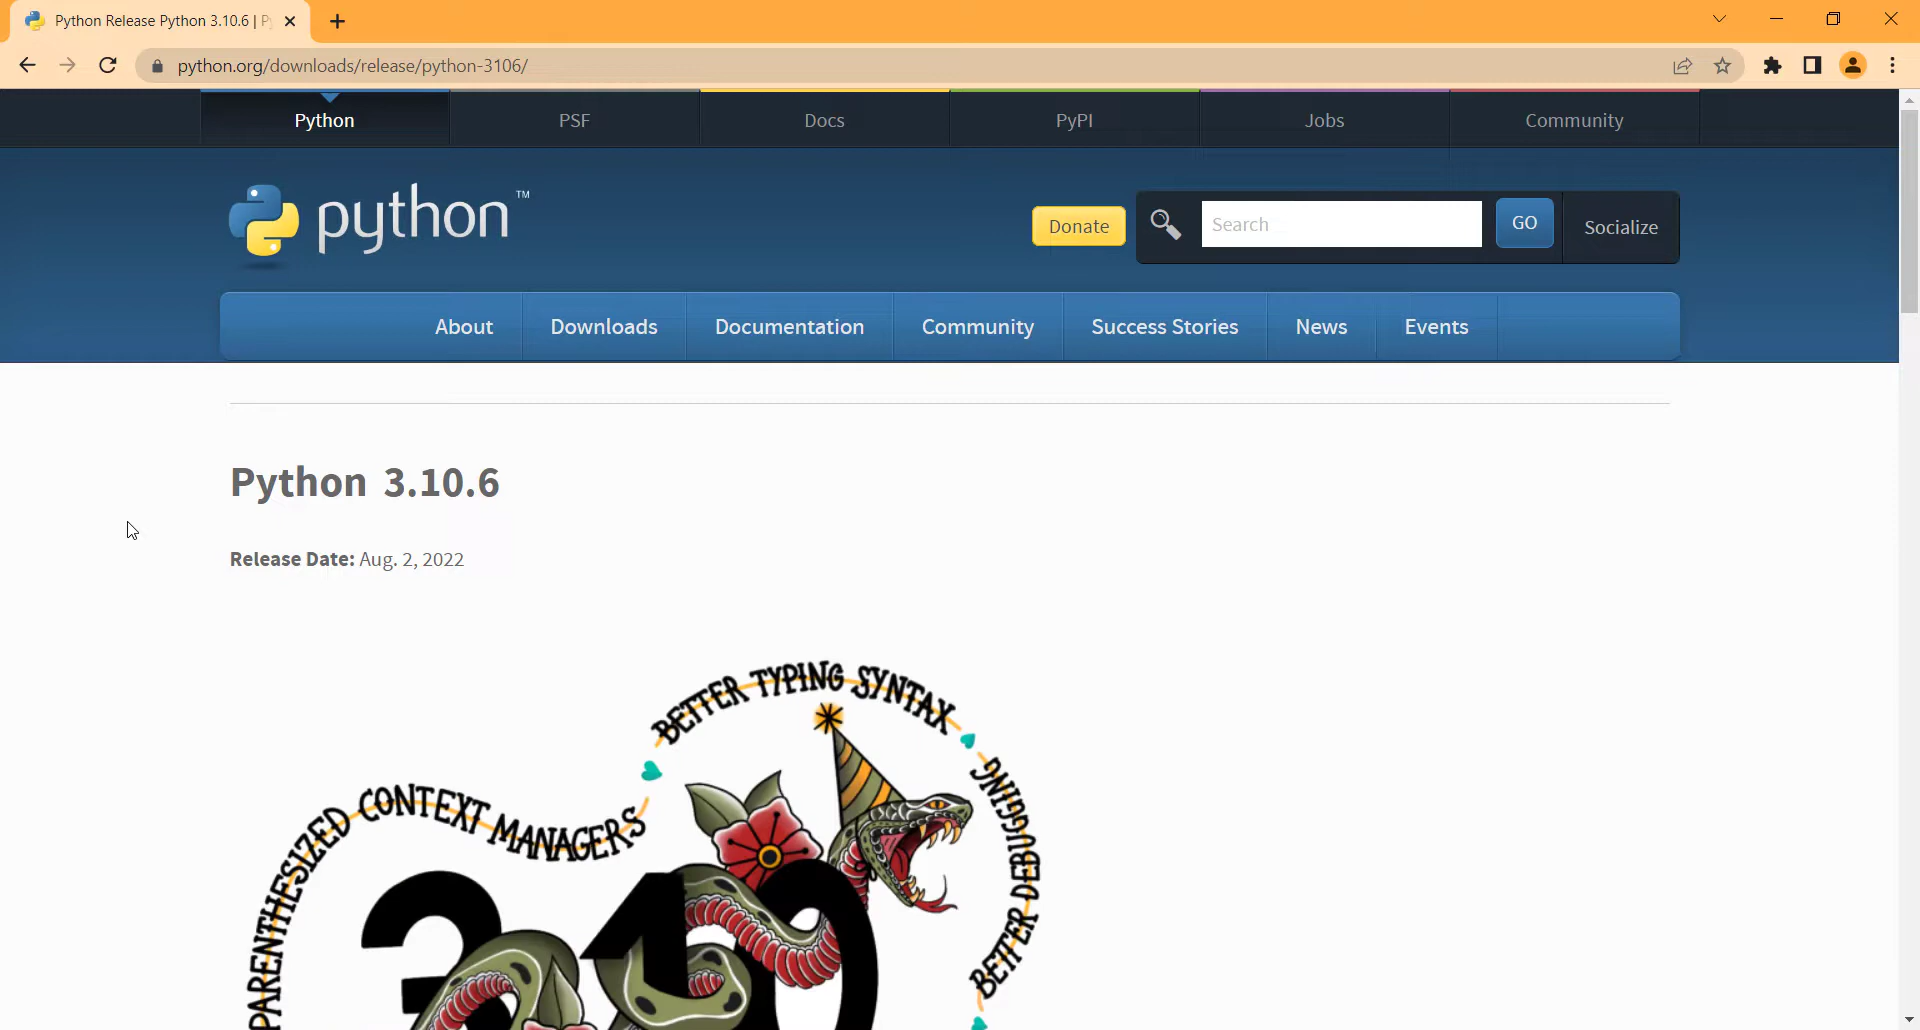 Python Release Python 3.10.6 |
python.org/downloads/release/python-3106/
Python
PSF
Docs
PyPI
Jobs
Community
python™
Donate
Search
GO
Socialize
About
Downloads
Documentation
Community
Success Stories
News
Events
Python 3.10.6
Release Date: Aug. 2, 2022
BETTER TYPING SYNTAX
PARENTHESIZED CONTEXT MANAGERS
BETTER DEBUGGING
3.10